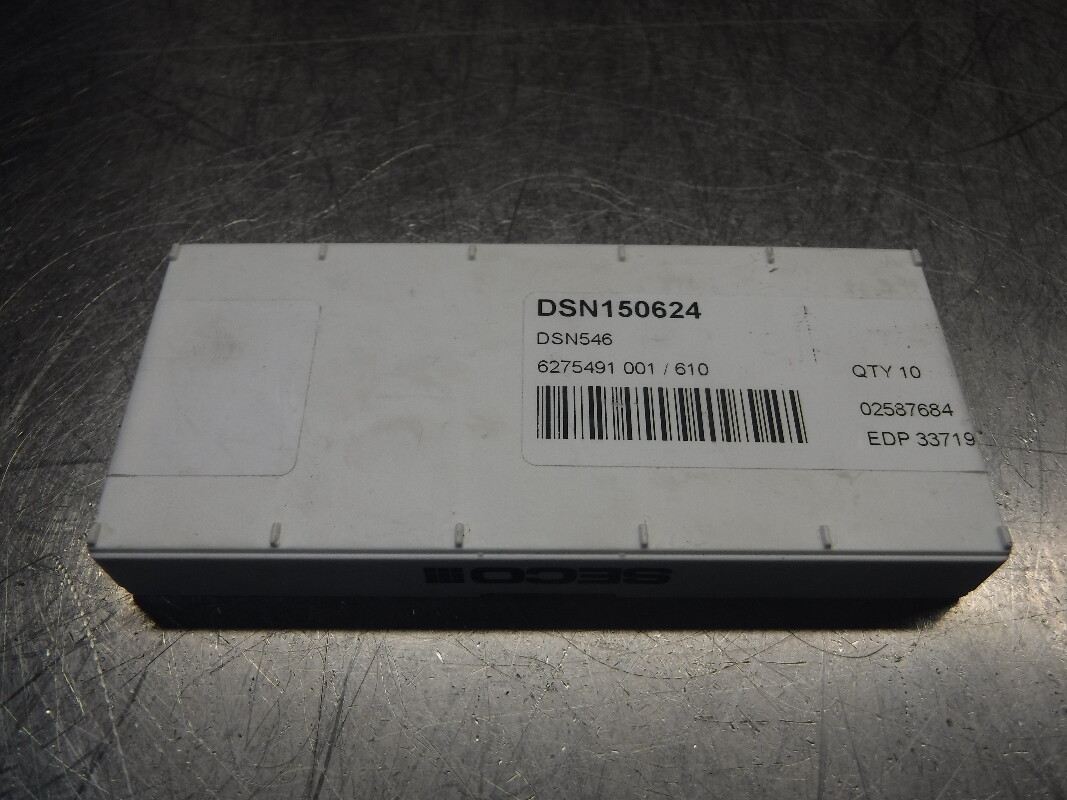 DSN150624
DSN546
6275491 001 / 610
QTY 10
02587684
EDP 33719
SECO